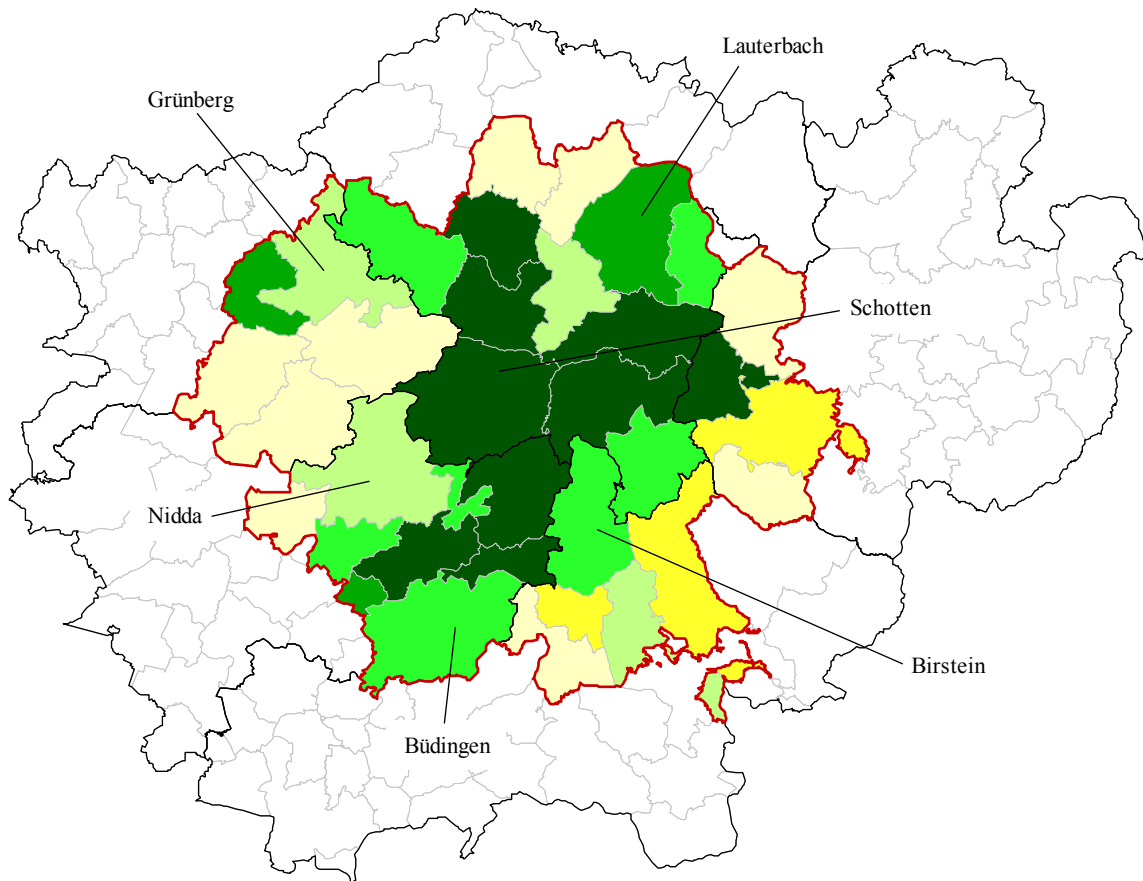 Lauterbach
Grünberg
Schotten
Nidda
Birstein
Büdingen